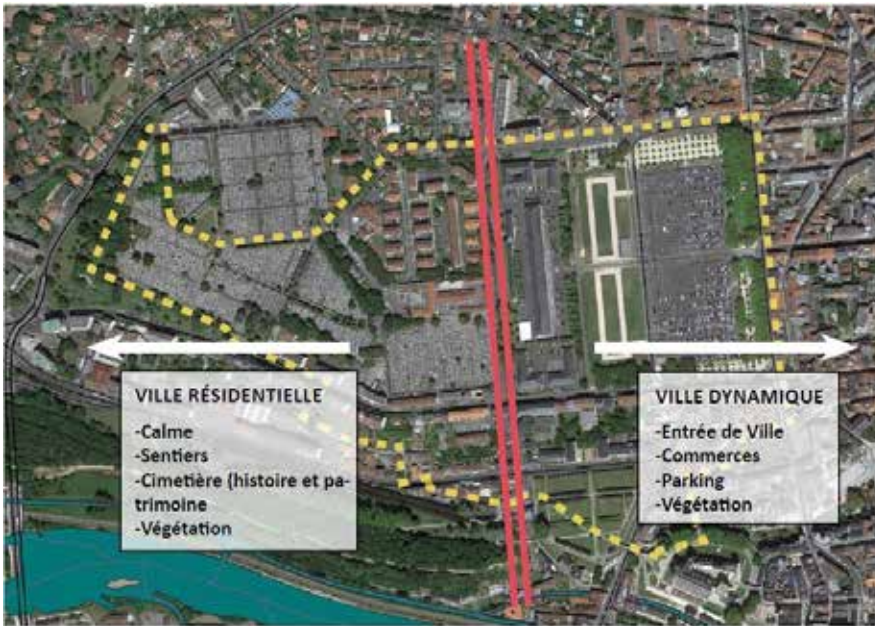 VILLE RÉSIDENTIELLE
-Calme
-Sentiers
-Cimetière (histoire et pa-
trimoine
-Végétation
VILLE DYNAMIQUE
-Entrée de Ville
-Commerces
-Parking
-Végétation